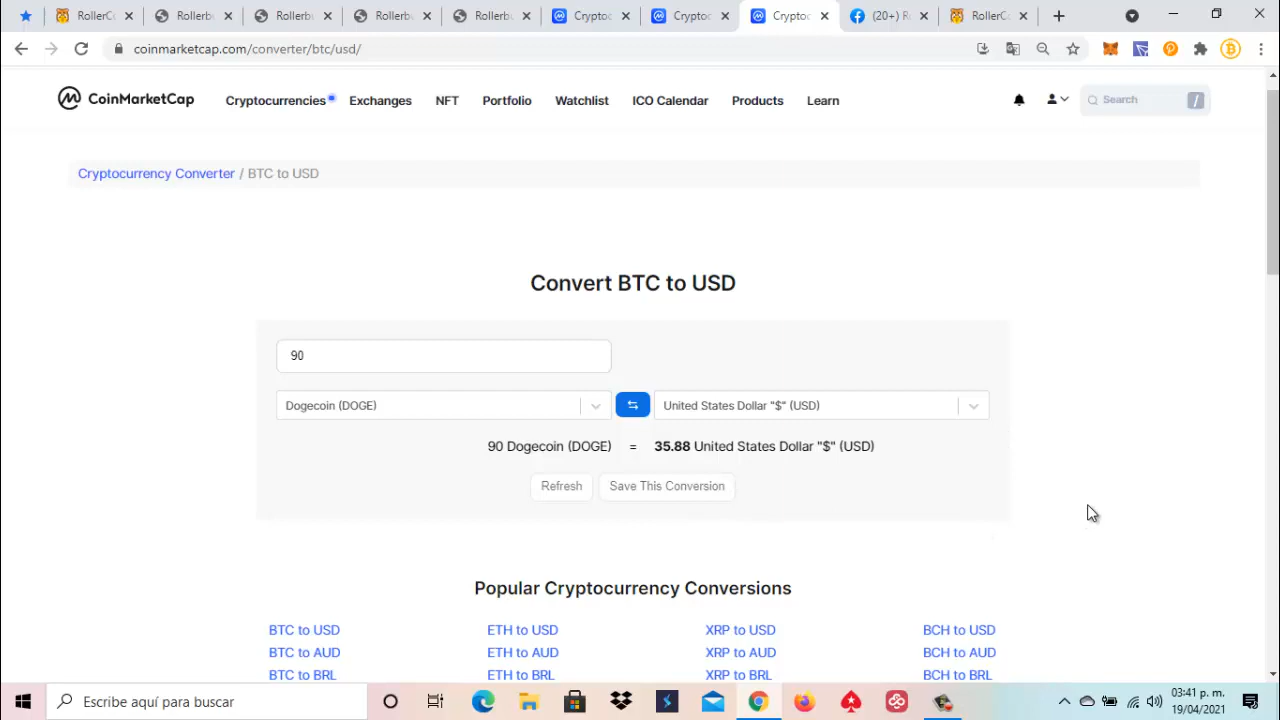 RollerC
Rollerb
Rollerb
Rollerb
Rollerb
Cryptoc
Cryptoc
Cryptoc
(20+) R
RollerC
coinmarketcap.com/converter/btc/usd/
CoinMarketCap
Cryptocurrencies
Exchanges
NFT
Portfolio
Watchlist
ICO Calendar
Products
Learn
Search
/
Cryptocurrency Converter / BTC to USD
Convert BTC to USD
90
Dogecoin (DOGE)
United States Dollar "$" (USD)
90 Dogecoin (DOGE) = 35.88 United States Dollar "$" (USD)
Refresh
Save This Conversion
Popular Cryptocurrency Conversions
BTC to USD
ETH to USD
XRP to USD
BCH to USD
BTC to AUD
ETH to AUD
XRP to AUD
BCH to AUD
BTC to BRL
ETH to BRL
XRP to BRL
BCH to BRL
Escribe aquí para buscar
03:41 p. m.
19/04/2021